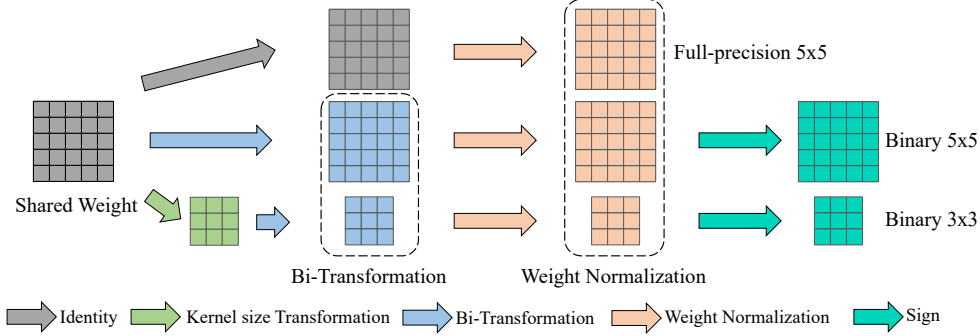 Full-precision 5x5
Binary 5x5
Shared Weight
Binary 3x3
Bi-Transformation
Weight Normalization
Identity
Kernel size Transformation
Bi-Transformation
Weight Normalization
Sign